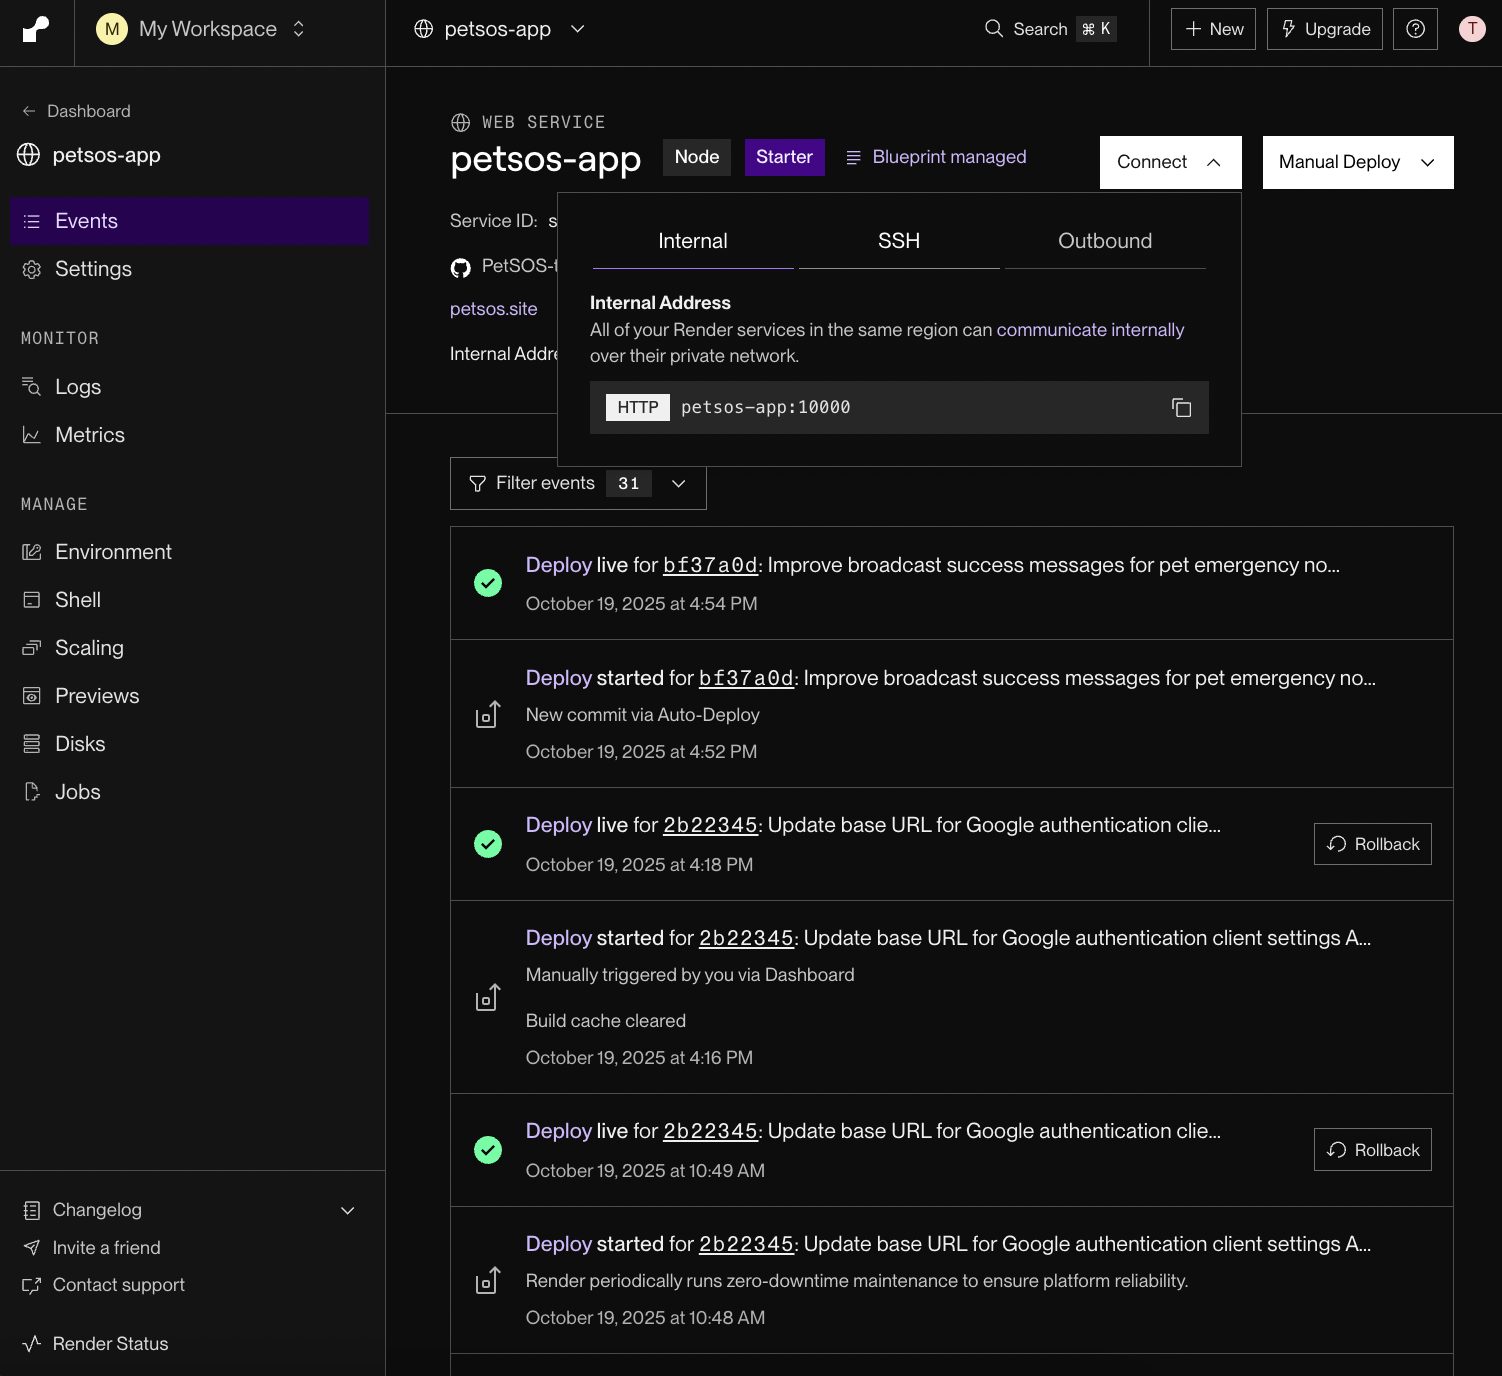 M My Workspace
petsos-app
Search ⌘ K
+ New
Upgrade
T
← Dashboard
petsos-app
Events
Settings
MONITOR
Logs
Metrics
MANAGE
Environment
Shell
Scaling
Previews
Disks
Jobs
Changelog
Invite a friend
Contact support
Render Status
WEB SERVICE
petsos-app Node Starter Blueprint managed
Connect
Manual Deploy
Service ID:
PetSOS-
petsos.site
Internal Addre
Internal SSH Outbound
Internal Address
All of your Render services in the same region can communicate internally
over their private network.
HTTP petsos-app:10000
Filter events 31
Deploy live for bf37a0d: Improve broadcast success messages for pet emergency no...
October 19, 2025 at 4:54 PM
Deploy started for bf37a0d: Improve broadcast success messages for pet emergency no...
New commit via Auto-Deploy
October 19, 2025 at 4:52 PM
Deploy live for 2b22345: Update base URL for Google authentication clie...
October 19, 2025 at 4:18 PM
Rollback
Deploy started for 2b22345: Update base URL for Google authentication client settings A...
Manually triggered by you via Dashboard
Build cache cleared
October 19, 2025 at 4:16 PM
Deploy live for 2b22345: Update base URL for Google authentication clie...
October 19, 2025 at 10:49 AM
Rollback
Deploy started for 2b22345: Update base URL for Google authentication client settings A...
Render periodically runs zero-downtime maintenance to ensure platform reliability.
October 19, 2025 at 10:48 AM